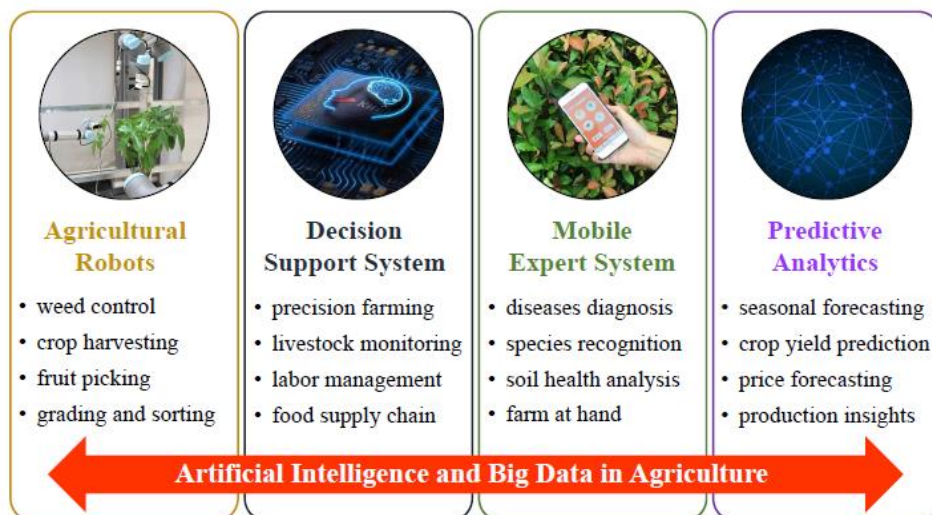 Agricultural
Robots
• weed control
• crop harvesting
• fruit picking
• grading and sorting
Decision
Support System
• precision farming
• livestock monitoring
• labor management
• food supply chain
Mobile
Expert System
• diseases diagnosis
• species recognition
• soil health analysis
• farm at hand
Predictive
Analytics
• seasonal forecasting
• crop yield prediction
• price forecasting
• production insights
Artificial Intelligence and Big Data in Agriculture